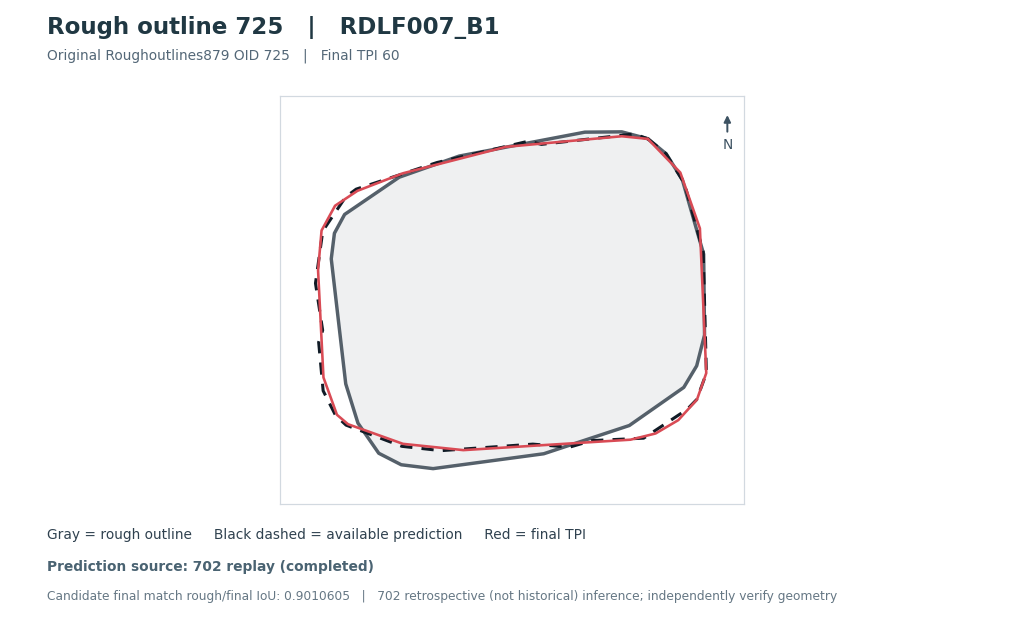 Rough outline 725   |   RDLF007_B1
Original Roughoutlines879 OID 725   |   Final TPI 60
N
Gray = rough outline     Black dashed = available prediction     Red = final TPI
Prediction source: 702 replay (completed)
Candidate final match rough/final IoU: 0.9010605   |   702 retrospective (not historical) inference; independently verify geometry